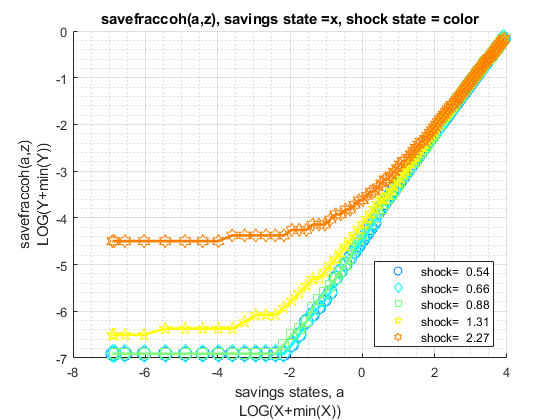 savefraccoh(a,z), savings state =x, shock state = color
savefraccoh(a,z)
LOG(Y+min(Y))
0
-1
-2
-3
-4
-5
-6
-7
shock= 0.54
shock= 0.66
shock= 0.88
shock= 1.31
shock= 2.27
-8 -6 -4 -2 0 2 4
savings states, a
LOG(X+min(X))